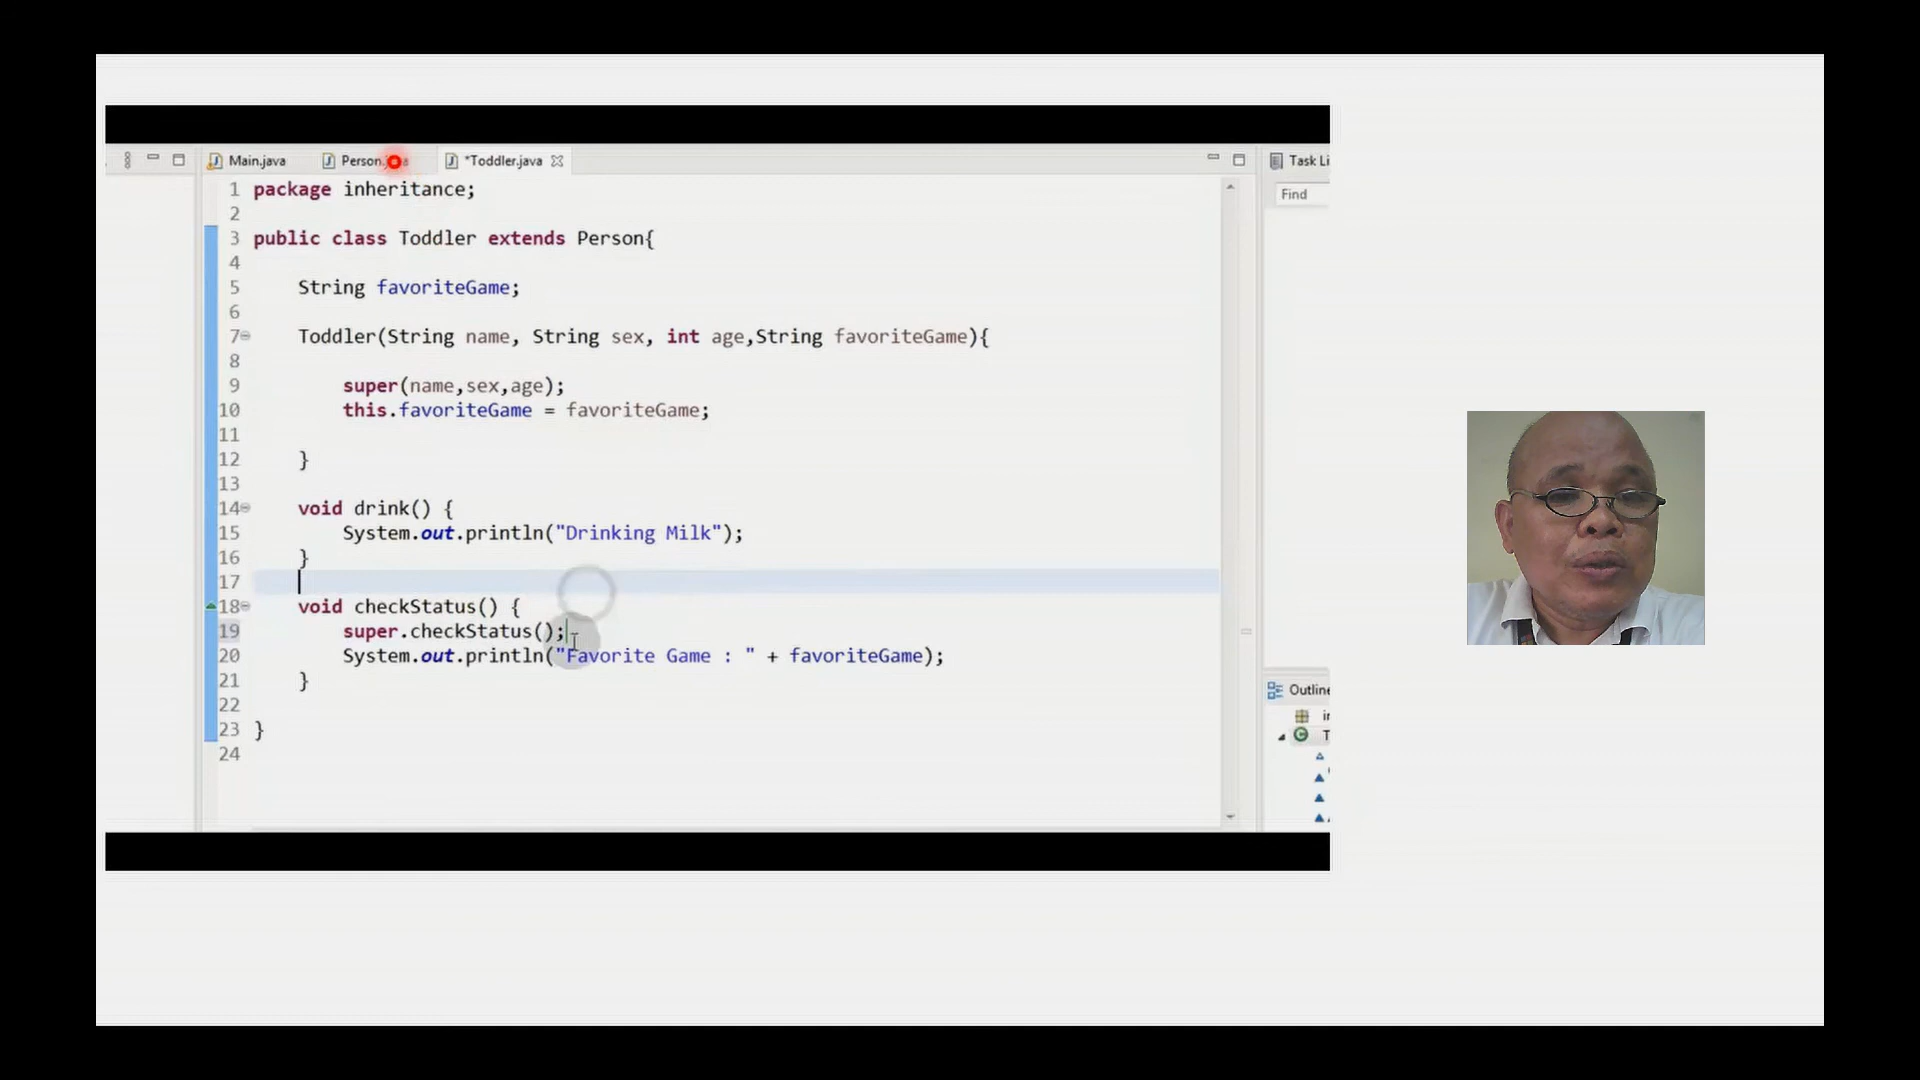 Main.java
Person.
*Toddler.java
Task Li
Find
1 package inheritance;
2
3 public class Toddler extends Person{
4
5 String favoriteGame;
6
7 Toddler(String name, String sex, int age,String favoriteGame){
8
9 super(name,sex,age);
10 this.favoriteGame = favoriteGame;
11
12 }
13
14 void drink() {
15 System.out.println("Drinking Milk");
16 }
17
18 void checkStatus() {
19 super.checkStatus();
20 System.out.println("Favorite Game : " + favoriteGame);
21 }
22
23 }
24
Outline
T